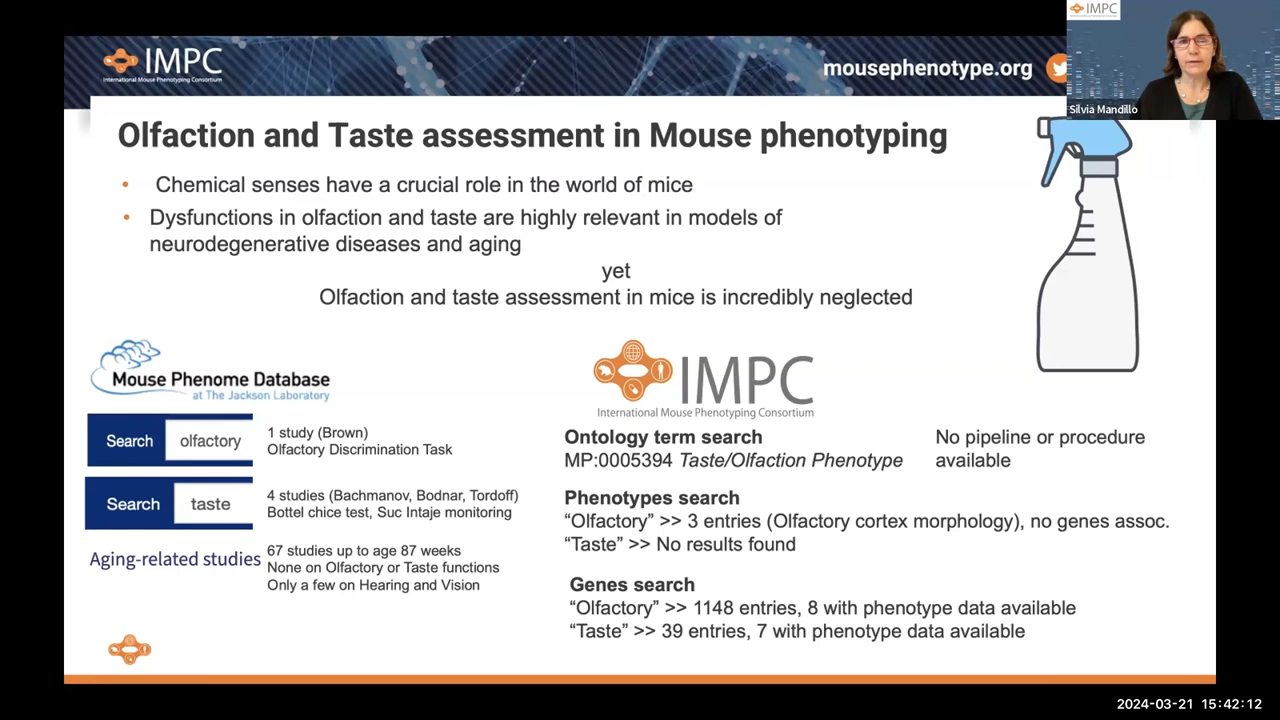 IMPC
International Mouse Phenotyping Consortium
mousephenotype.org
IMPC
Silvia Mandillo
Olfaction and Taste assessment in Mouse phenotyping
• Chemical senses have a crucial role in the world of mice
• Dysfunctions in olfaction and taste are highly relevant in models of
neurodegenerative diseases and aging
yet
Olfaction and taste assessment in mice is incredibly neglected
Mouse Phenome Database
at The Jackson Laboratory
Search olfactory
1 study (Brown)
Olfactory Discrimination Task
Search taste
4 studies (Bachmanov, Bodnar, Tordoff)
Bottel chice test, Suc Intaje monitoring
Aging-related studies
67 studies up to age 87 weeks
None on Olfactory or Taste functions
Only a few on Hearing and Vision
IMPC
International Mouse Phenotyping Consortium
Ontology term search
MP:0005394 Taste/Olfaction Phenotype
No pipeline or procedure
available
Phenotypes search
“Olfactory” >> 3 entries (Olfactory cortex morphology), no genes assoc.
“Taste” >> No results found
Genes search
“Olfactory” >> 1148 entries, 8 with phenotype data available
“Taste” >> 39 entries, 7 with phenotype data available
2024-03-21 15:42:12